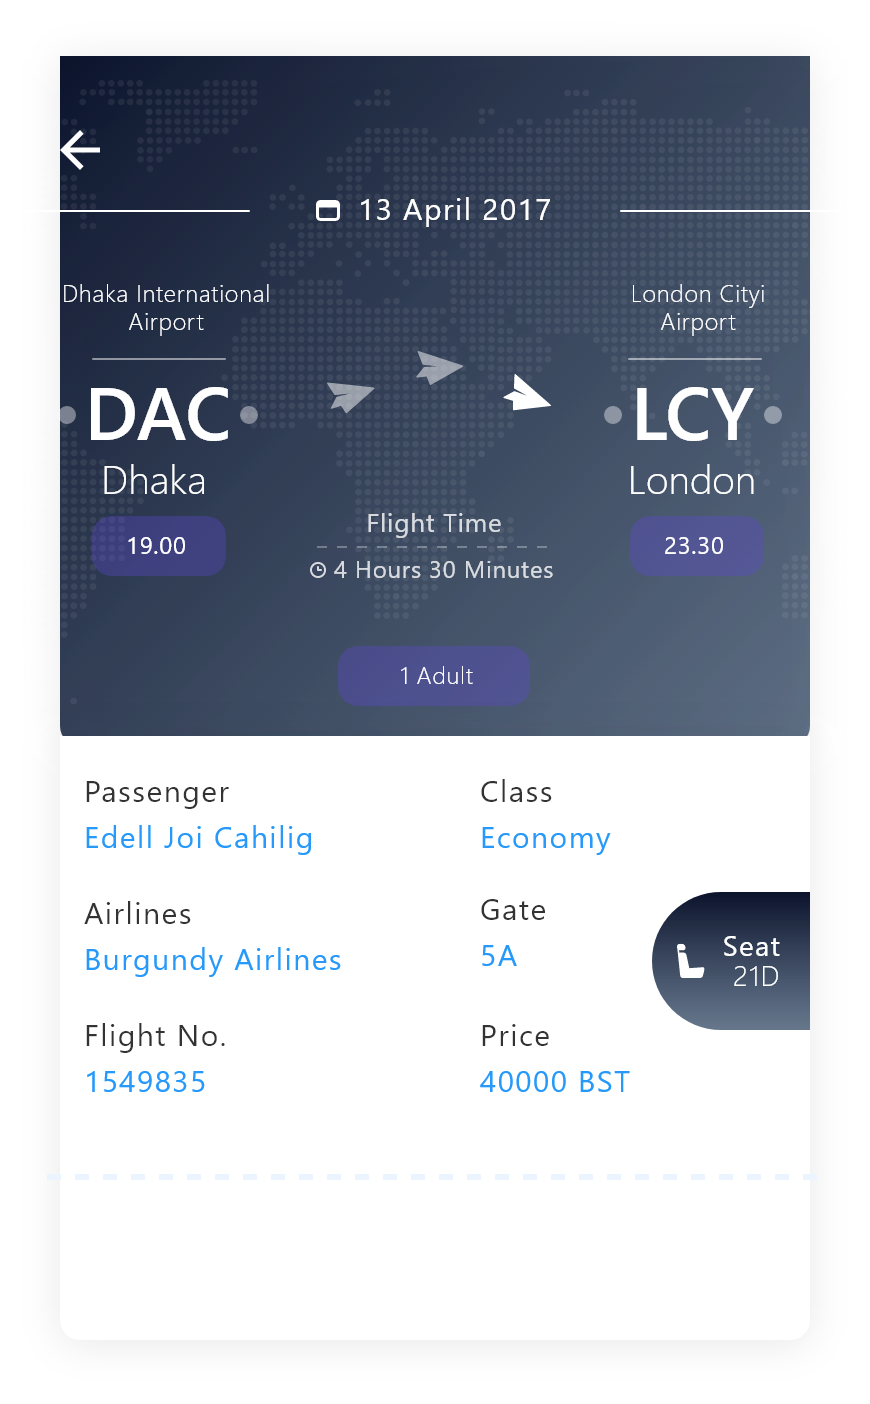 13 April 2017
Dhaka International
Airport
DAC
Dhaka
19.00
London Cityi
Airport
LCY
London
23.30
Flight Time
4 Hours 30 Minutes
1 Adult
Passenger
Edell Joi Cahilig
Class
Economy
Airlines
Burgundy Airlines
Gate
5A
Seat
21D
Flight No.
1549835
Price
40000 BST